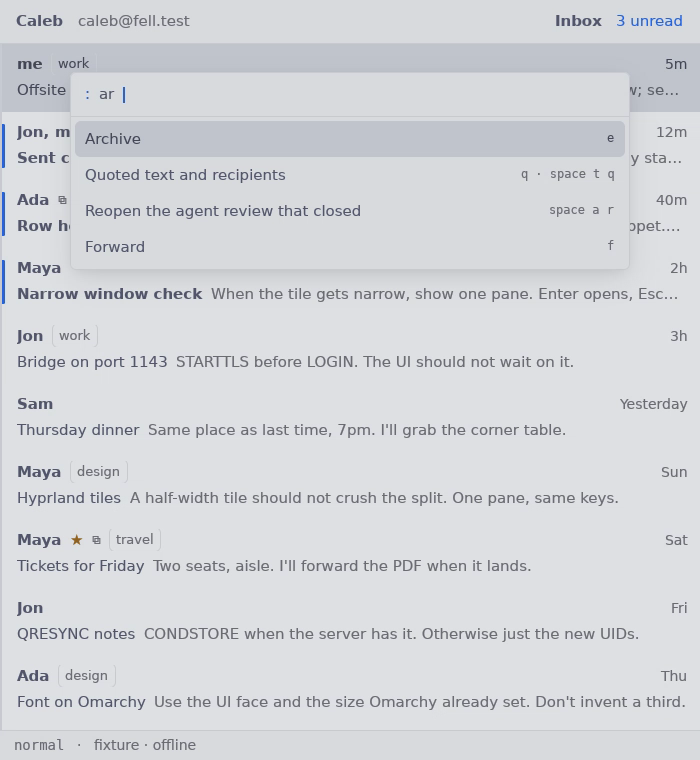 Caleb caleb@fell.test Inbox 3 unread
me work 5m
Offsite w; se…
: ar
Archive e
Quoted text and recipients q · space t q
Reopen the agent review that closed space a r
Forward f
Jon, m 12m
Sent c y sta…
Ada 40m
Row h ppet.…
Maya 2h
Narrow window check When the tile gets narrow, show one pane. Enter opens, Esc…
Jon work 3h
Bridge on port 1143 STARTTLS before LOGIN. The UI should not wait on it.
Sam Yesterday
Thursday dinner Same place as last time, 7pm. I'll grab the corner table.
Maya design Sun
Hyprland tiles A half-width tile should not crush the split. One pane, same keys.
Maya ★ travel Sat
Tickets for Friday Two seats, aisle. I'll forward the PDF when it lands.
Jon Fri
QRESYNC notes CONDSTORE when the server has it. Otherwise just the new UIDs.
Ada design Thu
Font on Omarchy Use the UI face and the size Omarchy already set. Don't invent a third.
normal · fixture · offline